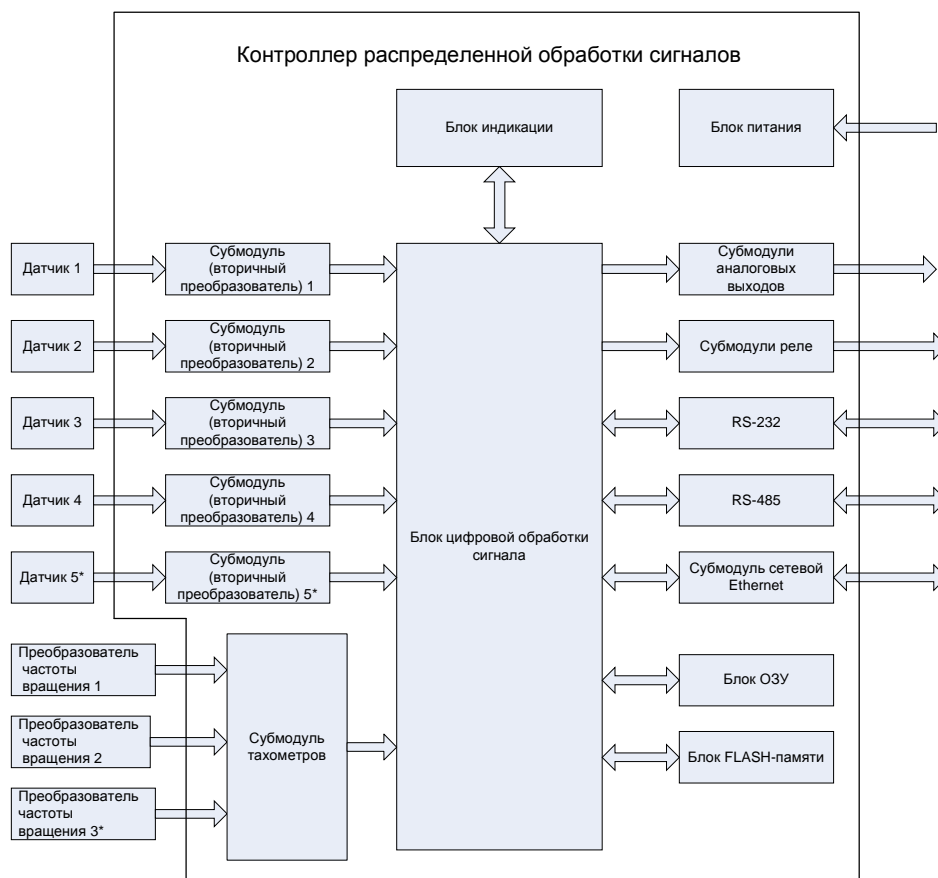 Контроллер распределенной обработки сигналов
Блок индикации
Блок питания
Датчик 1
Субмодуль
(вторичный
преобразователь) 1
Субмодули
аналоговых
выходов
Датчик 2
Субмодуль
(вторичный
преобразователь) 2
Субмодули реле
Датчик 3
Субмодуль
(вторичный
преобразователь) 3
RS-232
Датчик 4
Субмодуль
(вторичный
преобразователь) 4
RS-485
Блок цифровой обработки
сигнала
Датчик 5*
Субмодуль
(вторичный
преобразователь) 5*
Субмодуль сетевой
Ethernet
Преобразователь
частоты
вращения 1
Блок ОЗУ
Преобразователь
частоты
вращения 2
Субмодуль
тахометров
Блок FLASH-памяти
Преобразователь
частоты
вращения 3*